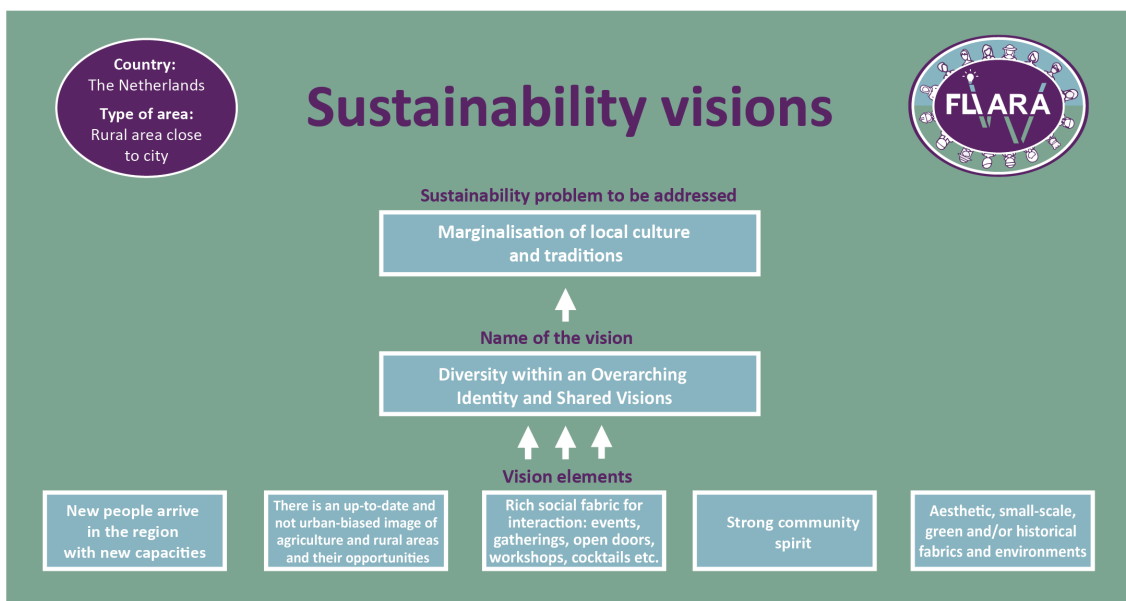 Country:
The Netherlands
Type of area:
Rural area close
to city
Sustainability visions
FLIARA
Sustainability problem to be addressed
Marginalisation of local culture
and traditions
Name of the vision
Diversity within an Overarching
Identity and Shared Visions
Vision elements
New people arrive
in the region
with new capacities
There is an up-to-date and
not urban-biased image of
agriculture and rural areas
and their opportunities
Rich social fabric for
interaction: events,
gatherings, open doors,
workshops, cocktails etc.
Strong community
spirit
Aesthetic, small-scale,
green and/or historical
fabrics and environments